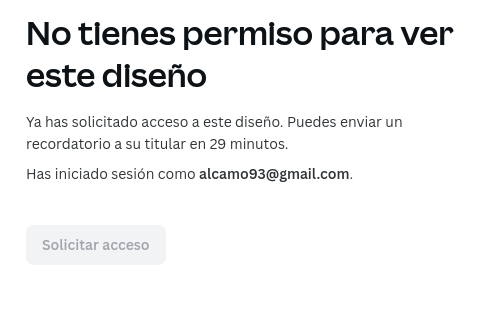 No tienes permiso para ver
este diseño
Ya has solicitado acceso a este diseño. Puedes enviar un
recordatorio a su titular en 29 minutos.
Has iniciado sesión como alcamo93@gmail.com.
Solicitar acceso